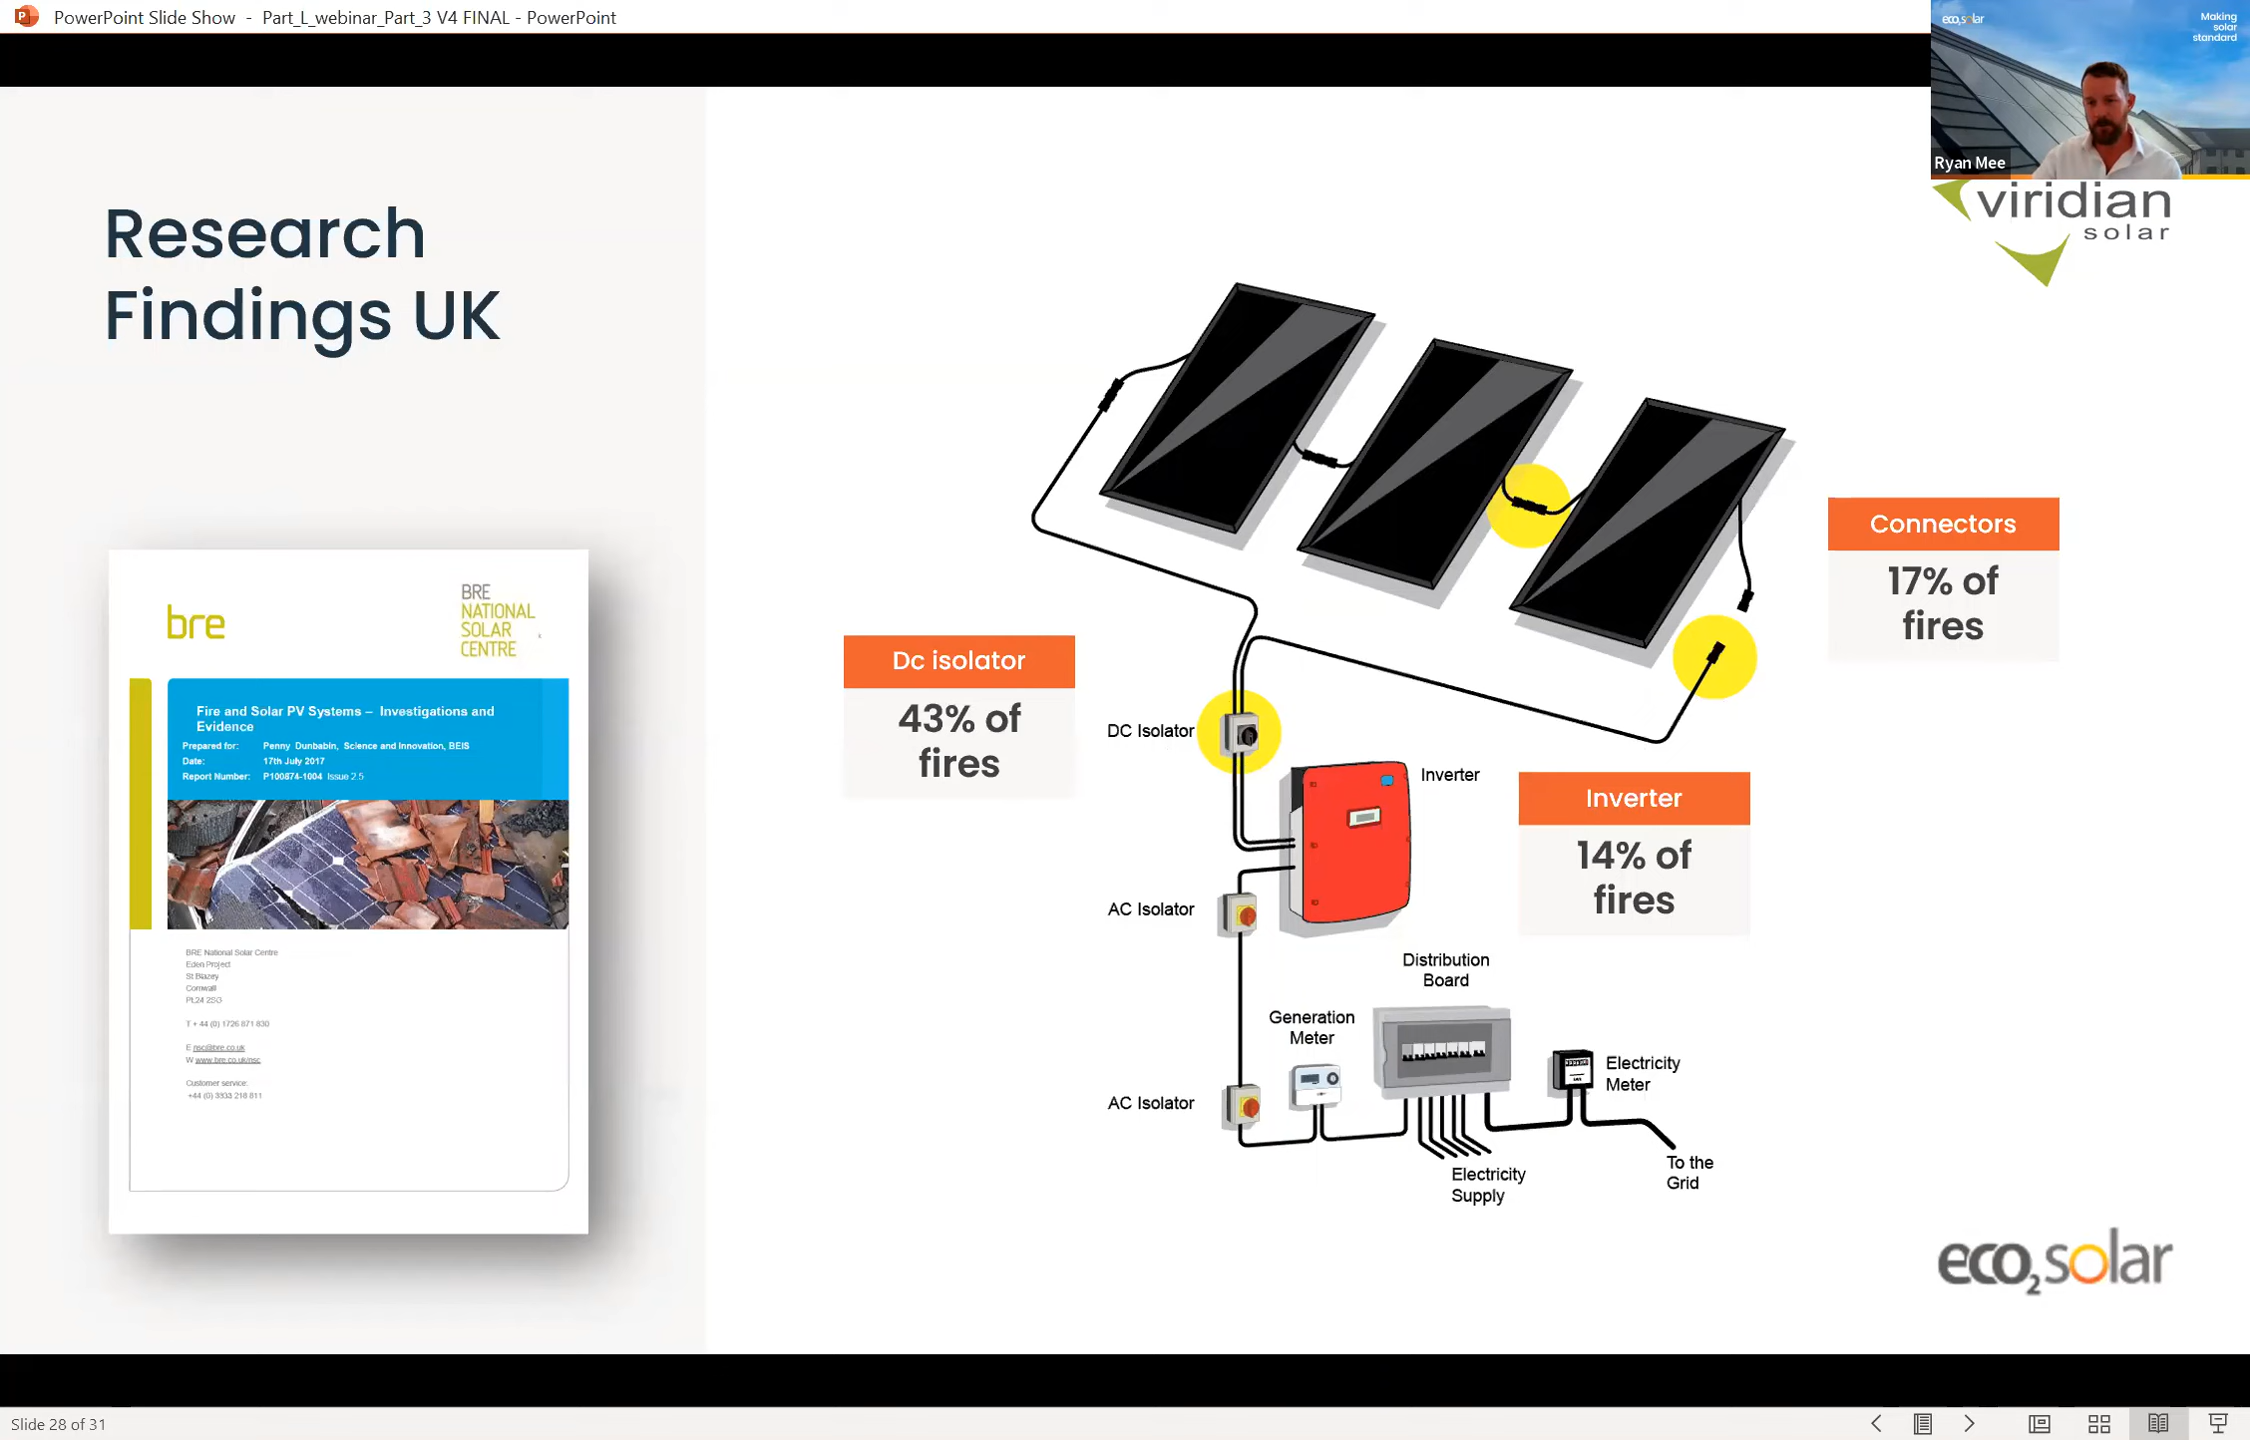 PowerPoint Slide Show - Part_L_webinar_Part_3 V4 FINAL - PowerPoint
eco2solar
Making
solar
standard
Ryan Mee
viridian
solar
Research
Findings UK
bre
BRE
NATIONAL
SOLAR
CENTRE
Fire and Solar PV Systems – Investigations and
Evidence
Prepared for: Penny Dunbabin, Science and Innovation, BEIS
Date: 17th July 2017
Report Number: P100874-1004 Issue 2.5
BRE National Solar Centre
Eden Project
St Blazey
Cornwall
PL24 2SG
T + 44 (0) 1726 871 830
E nsc@bre.co.uk
W www.bre.co.uk/nsc
Customer service:
+44 (0) 3333 218 811
Connectors
17% of
fires
Dc isolator
43% of
fires
DC Isolator
Inverter
Inverter
14% of
fires
AC Isolator
Distribution
Board
Generation
Meter
Electricity
Meter
AC Isolator
Electricity
Supply
To the
Grid
eco2solar
Slide 28 of 31